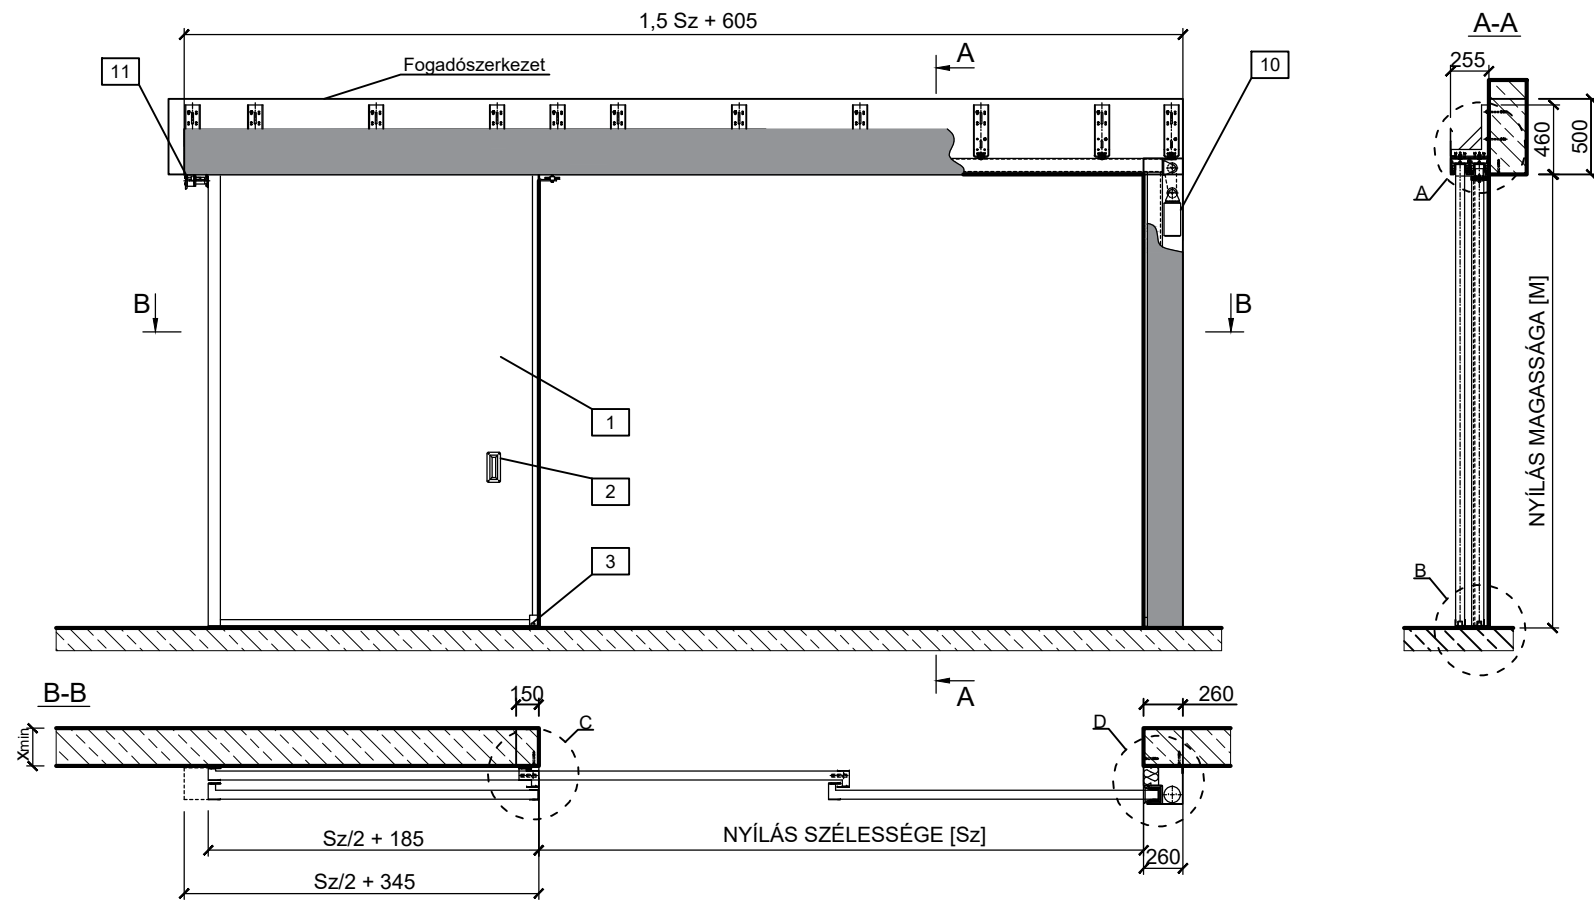 1,5 Sz + 605
A-A
Fogadószerkezet
A
11
10
255
460
500
A
B
B
NYÍLÁS MAGASSÁGA [M]
1
2
3
B
B-B
150
A
260
C
D
Xmin
Sz/2 + 185
NYÍLÁS SZÉLESSÉGE [Sz]
260
Sz/2 + 345